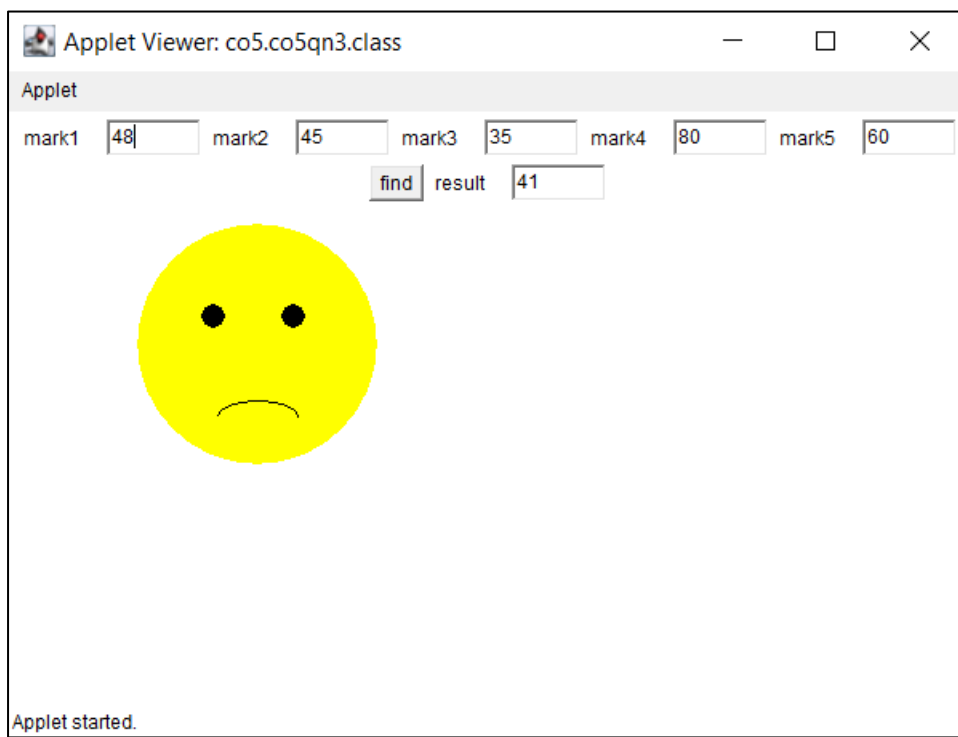 Applet Viewer: co5.co5qn3.class
Applet
mark1 48 mark2 45 mark3 35 mark4 80 mark5 60
find result 41
Applet started.